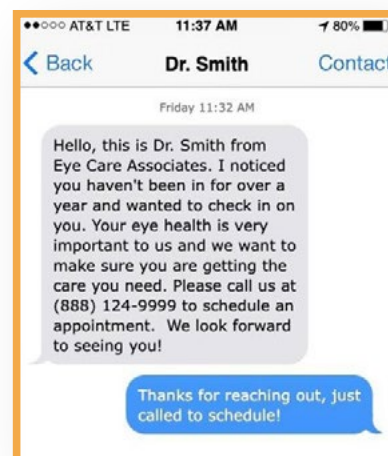 ●●○○○ AT&T LTE 11:37 AM 80%
Back Dr. Smith Contact
Friday 11:32 AM
Hello, this is Dr. Smith from
Eye Care Associates. I noticed
you haven't been in for over a
year and wanted to check in on
you. Your eye health is very
important to us and we want to
make sure you are getting the
care you need. Please call us at
(888) 124-9999 to schedule an
appointment.  We look forward
to seeing you!
Thanks for reaching out, just
called to schedule!